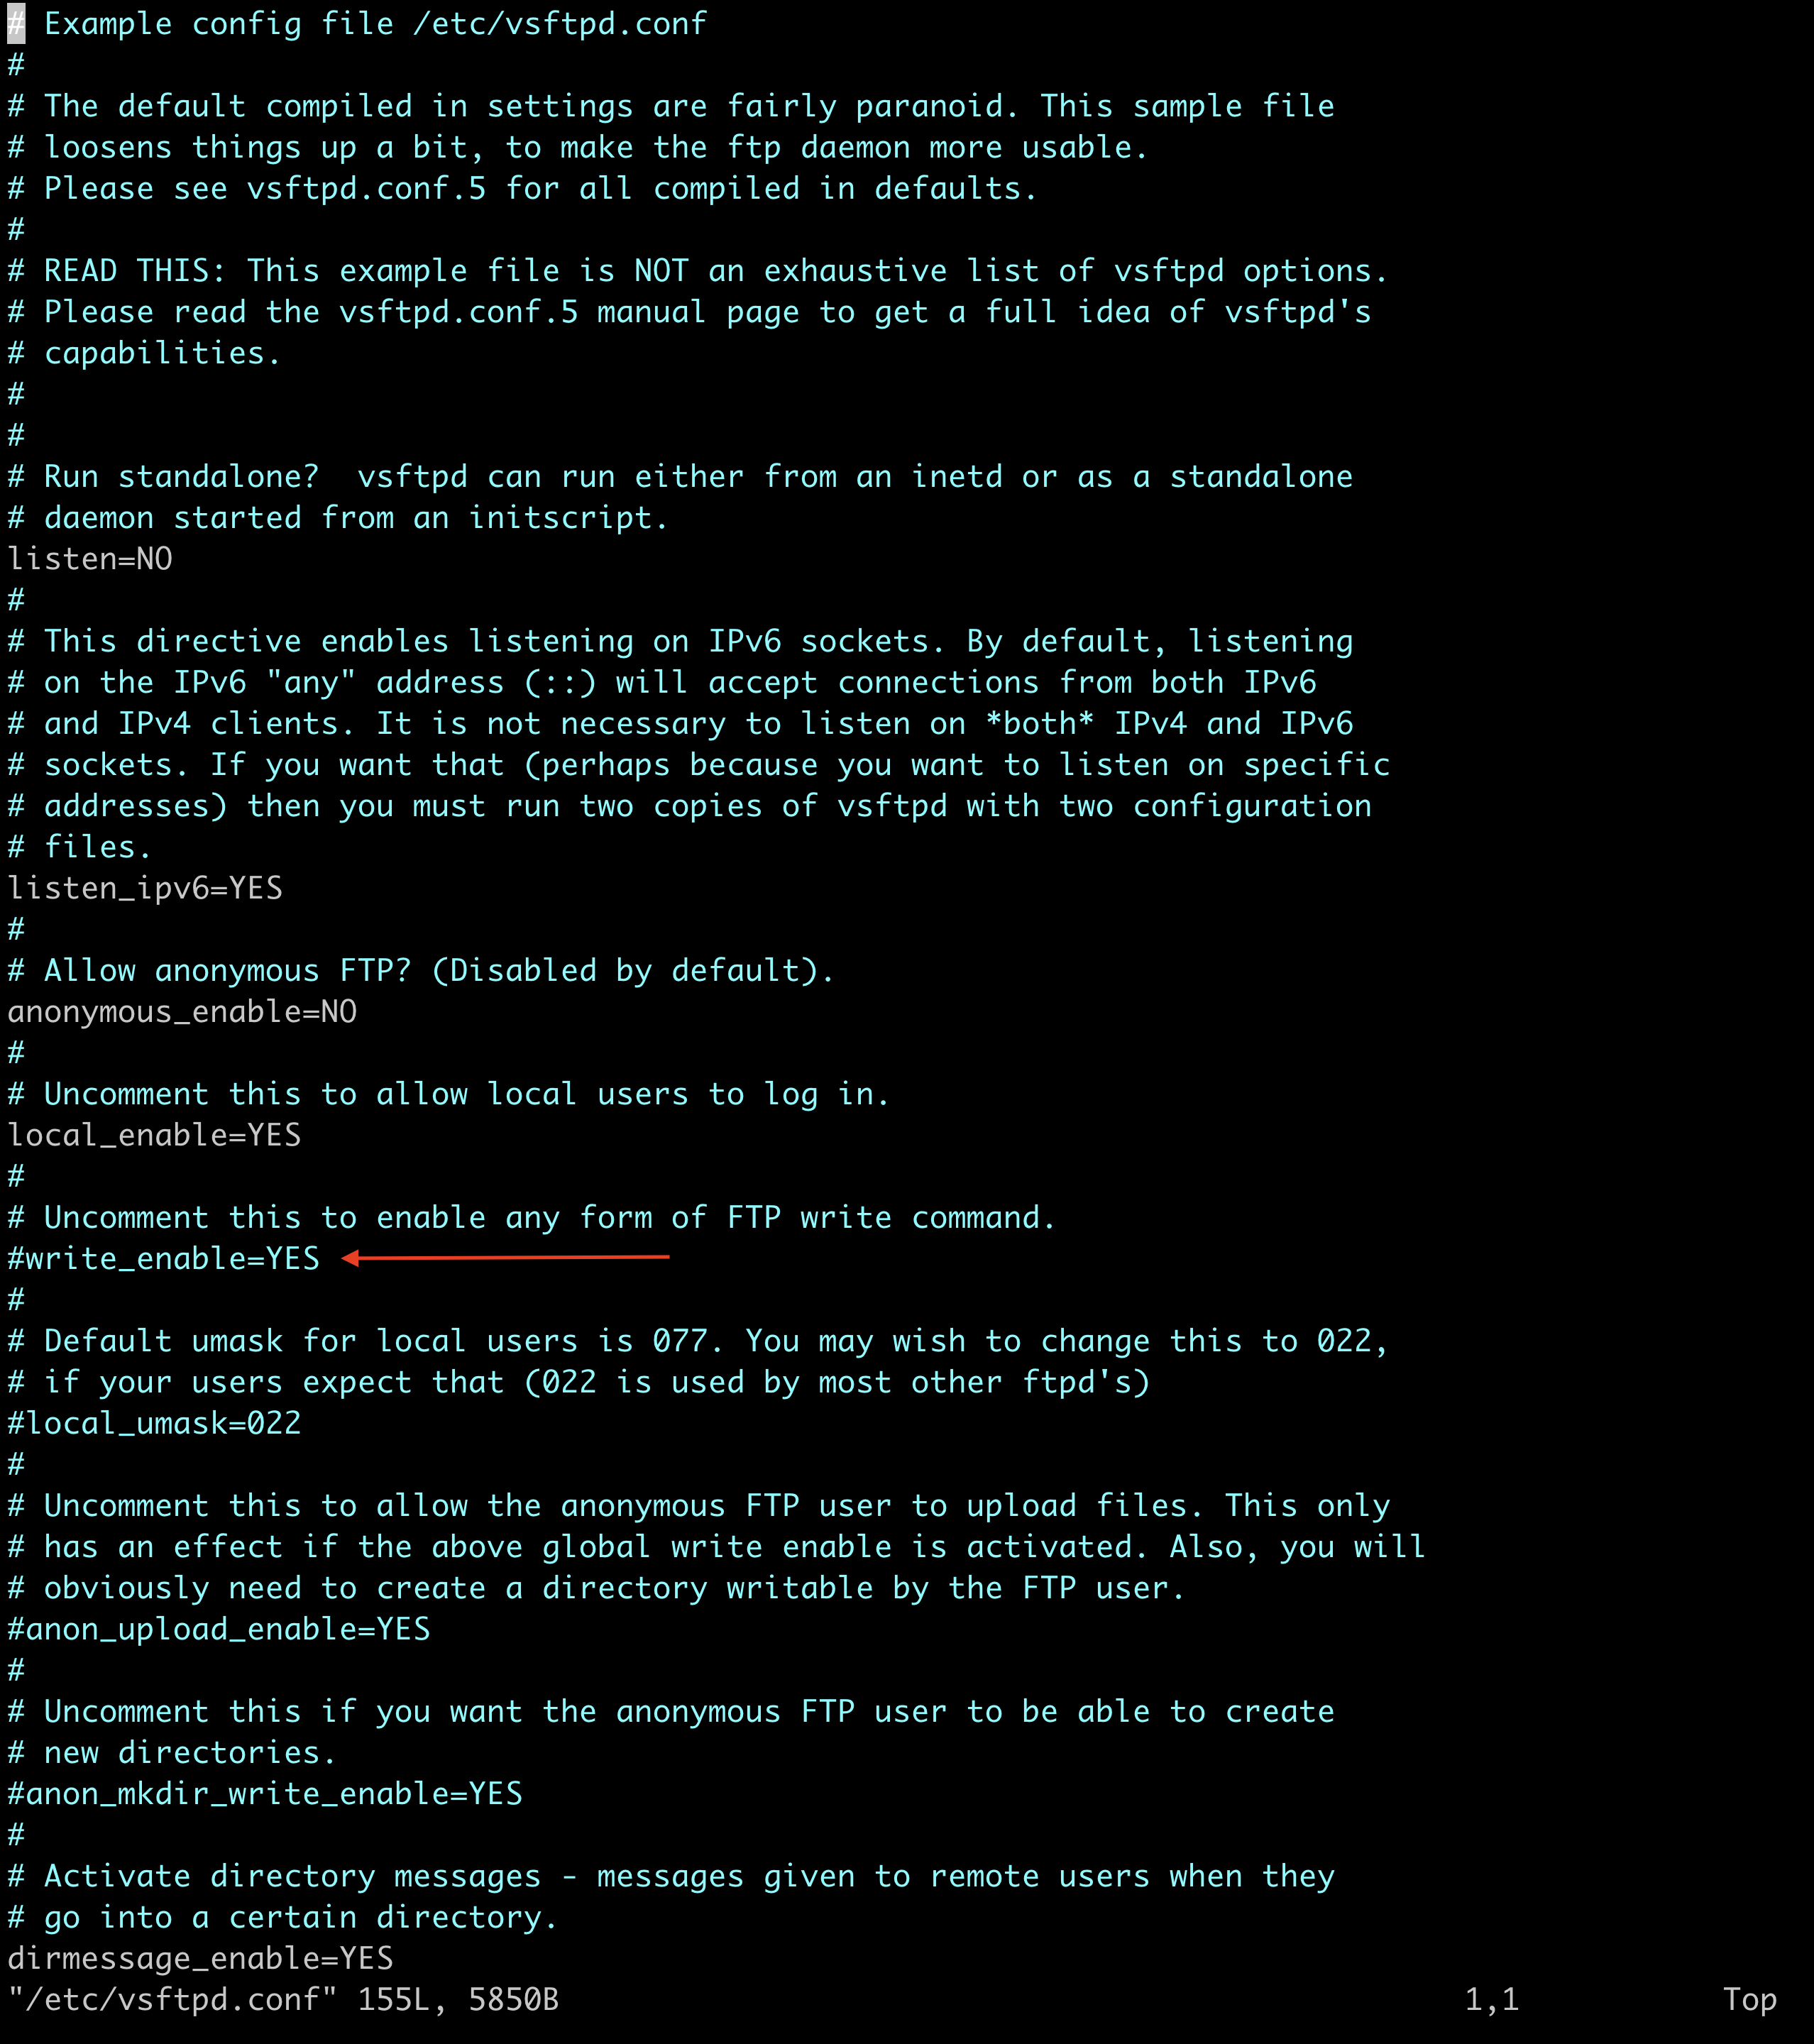 # Example config file /etc/vsftpd.conf
#
# The default compiled in settings are fairly paranoid. This sample file
# loosens things up a bit, to make the ftp daemon more usable.
# Please see vsftpd.conf.5 for all compiled in defaults.
#
# READ THIS: This example file is NOT an exhaustive list of vsftpd options.
# Please read the vsftpd.conf.5 manual page to get a full idea of vsftpd's
# capabilities.
#
#
# Run standalone?  vsftpd can run either from an inetd or as a standalone
# daemon started from an initscript.
listen=NO
#
# This directive enables listening on IPv6 sockets. By default, listening
# on the IPv6 "any" address (::) will accept connections from both IPv6
# and IPv4 clients. It is not necessary to listen on *both* IPv4 and IPv6
# sockets. If you want that (perhaps because you want to listen on specific
# addresses) then you must run two copies of vsftpd with two configuration
# files.
listen_ipv6=YES
#
# Allow anonymous FTP? (Disabled by default).
anonymous_enable=NO
#
# Uncomment this to allow local users to log in.
local_enable=YES
#
# Uncomment this to enable any form of FTP write command.
#write_enable=YES
#
# Default umask for local users is 077. You may wish to change this to 022,
# if your users expect that (022 is used by most other ftpd's)
#local_umask=022
#
# Uncomment this to allow the anonymous FTP user to upload files. This only
# has an effect if the above global write enable is activated. Also, you will
# obviously need to create a directory writable by the FTP user.
#anon_upload_enable=YES
#
# Uncomment this if you want the anonymous FTP user to be able to create
# new directories.
#anon_mkdir_write_enable=YES
#
# Activate directory messages - messages given to remote users when they
# go into a certain directory.
dirmessage_enable=YES
"/etc/vsftpd.conf" 155L, 5850B 1,1 Top